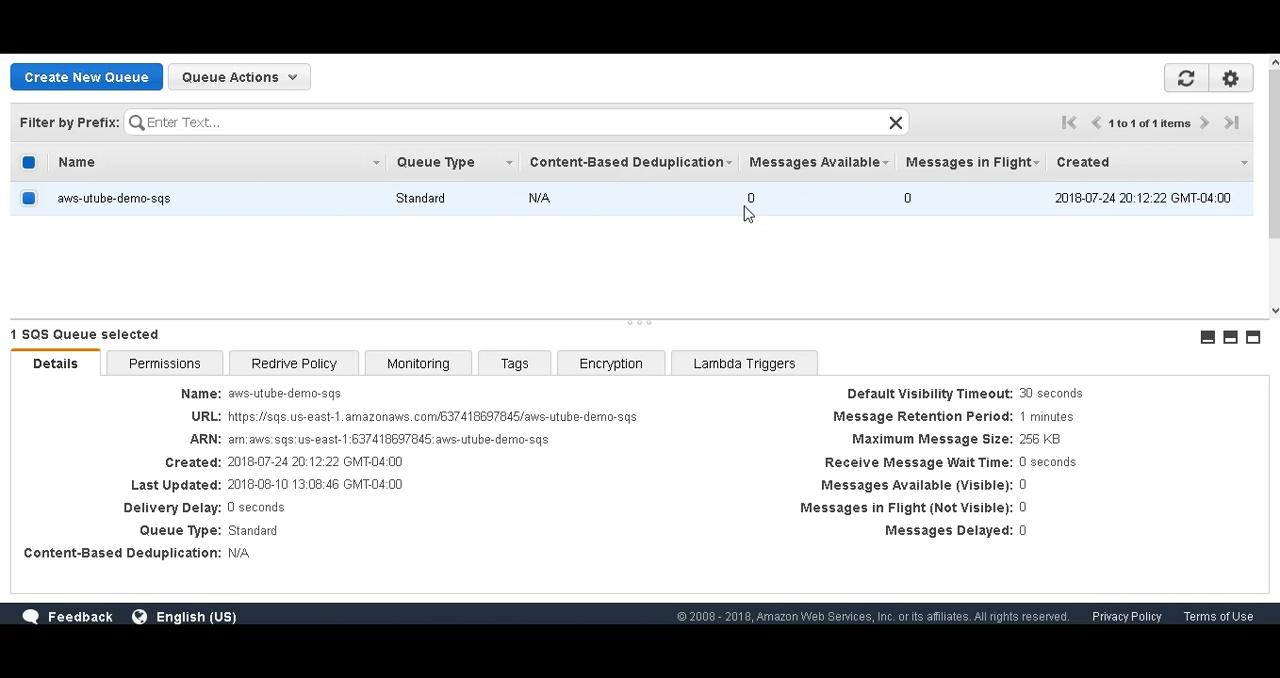 Create New Queue Queue Actions
Filter by Prefix: Enter Text... 1 to 1 of 1 items
Name Queue Type Content-Based Deduplication Messages Available Messages in Flight Created
aws-utube-demo-sqs Standard N/A 0 0 2018-07-24 20:12:22 GMT-04:00
1 SQS Queue selected
Details Permissions Redrive Policy Monitoring Tags Encryption Lambda Triggers
Name: aws-utube-demo-sqs Default Visibility Timeout: 30 seconds
URL: https://sqs.us-east-1.amazonaws.com/637418697845/aws-utube-demo-sqs Message Retention Period: 1 minutes
ARN: arn:aws:sqs:us-east-1:637418697845:aws-utube-demo-sqs Maximum Message Size: 256 KB
Created: 2018-07-24 20:12:22 GMT-04:00 Receive Message Wait Time: 0 seconds
Last Updated: 2018-08-10 13:08:46 GMT-04:00 Messages Available (Visible): 0
Delivery Delay: 0 seconds Messages in Flight (Not Visible): 0
Queue Type: Standard Messages Delayed: 0
Content-Based Deduplication: N/A
Feedback English (US) © 2008 - 2018, Amazon Web Services, Inc. or its affiliates. All rights reserved. Privacy Policy Terms of Use